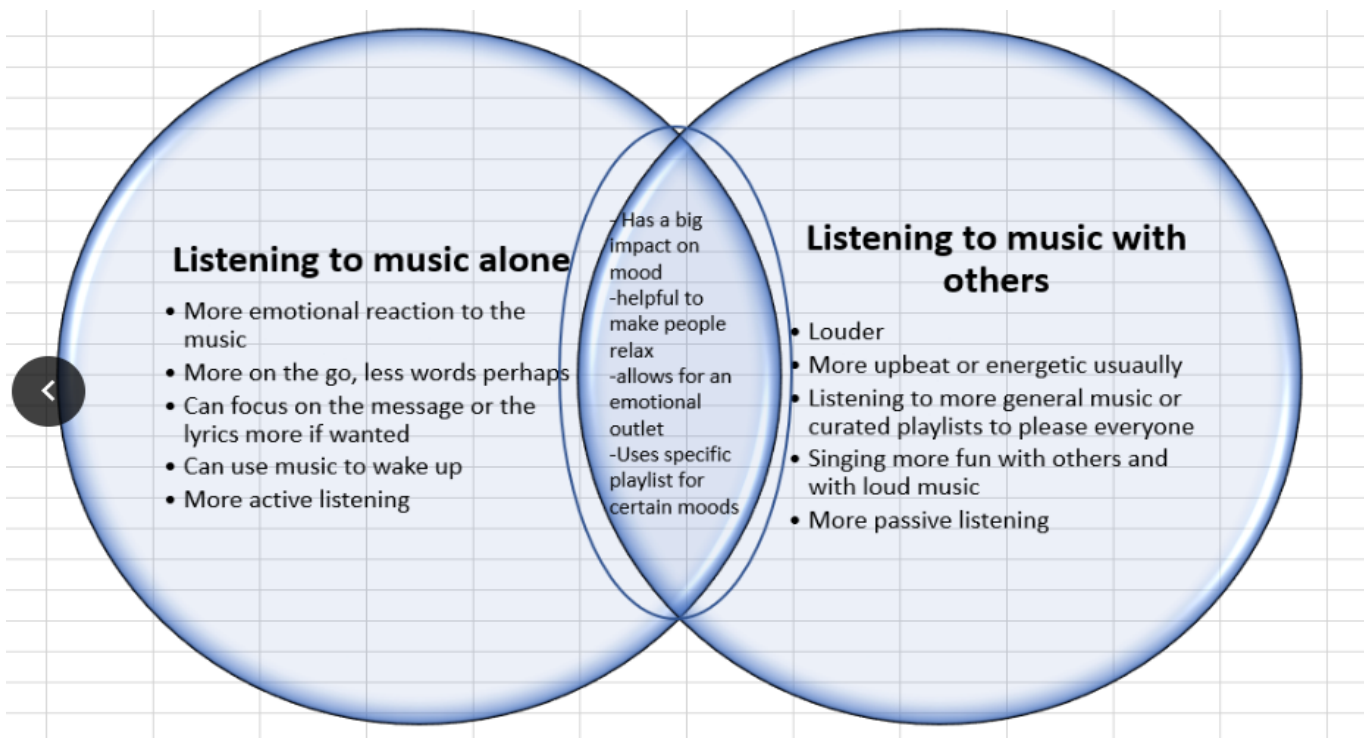 Listening to music alone
• More emotional reaction to the
music
• More on the go, less words perhaps
• Can focus on the message or the
lyrics more if wanted
• Can use music to wake up
• More active listening
- Has a big
impact on
mood
-helpful to
make people
relax
-allows for an
emotional
outlet
-Uses specific
playlist for
certain moods
Listening to music with
others
• Louder
• More upbeat or energetic usuaully
• Listening to more general music or
curated playlists to please everyone
• Singing more fun with others and
with loud music
• More passive listening